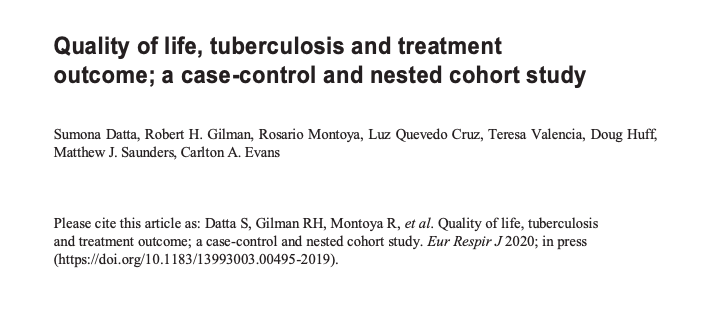 Quality of life, tuberculosis and treatment
outcome; a case-control and nested cohort study
Sumona Datta, Robert H. Gilman, Rosario Montoya, Luz Quevedo Cruz, Teresa Valencia, Doug Huff,
Matthew J. Saunders, Carlton A. Evans
Please cite this article as: Datta S, Gilman RH, Montoya R, et al. Quality of life, tuberculosis
and treatment outcome; a case-control and nested cohort study. Eur Respir J 2020; in press
(https://doi.org/10.1183/13993003.00495-2019).